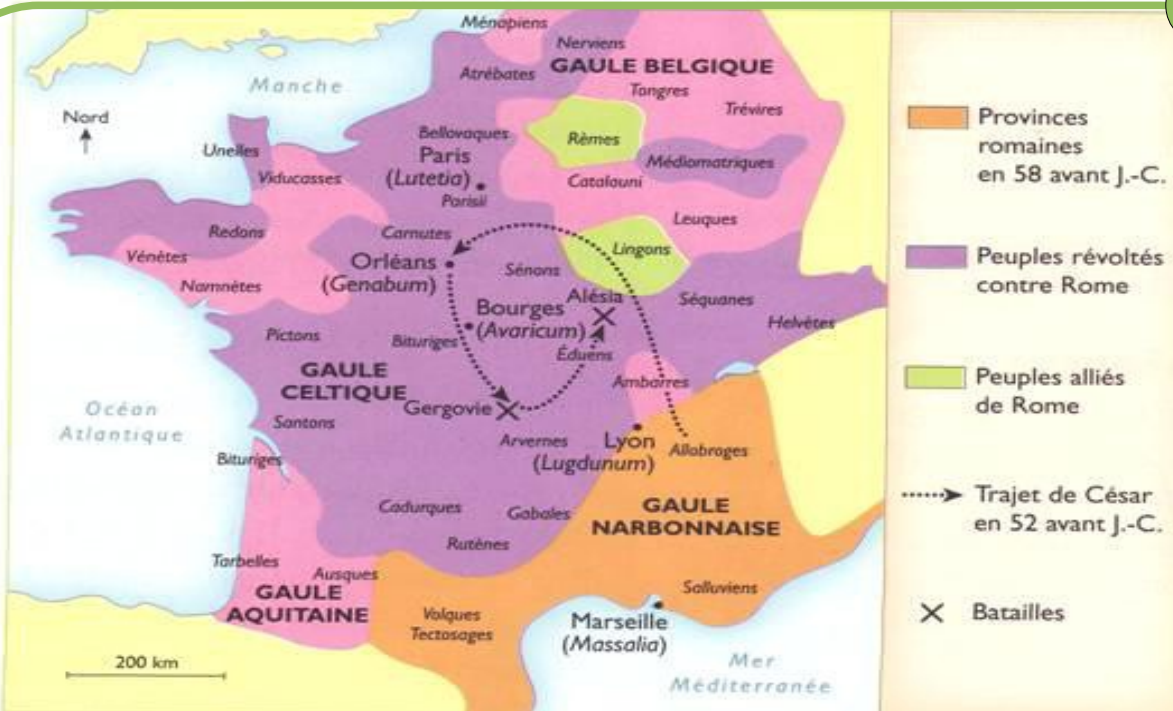 Ménapiens
Nerviens
GAULE BELGIQUE
Atrébates
Manche
Tongres
Trévires
Nord
Bellovaques
Rèmes
Unelles
Paris
(Lutetia)
Médiomatriques
Viducasses
Catalauni
Parisii
Leuques
Redons
Carnutes
Lingons
Vénètes
Orléans
(Genabum)
Sénons
Namnètes
Alésia
Séquanes
Bourges
(Avaricum)
Helvètes
Pictons
Bituriges
Éduens
GAULE
CELTIQUE
Ambarres
Gergovie
Océan
Atlantique
Santons
Arvernes
Lyon
(Lugdunum)
Allobroges
Bituriges
Cadurques
Gabales
GAULE
NARBONNAISE
Rutènes
Tarbelles
Ausques
GAULE
AQUITAINE
Salluviens
Volques
Tectosages
Marseille
(Massalia)
200 km
Mer
Méditerranée
Provinces
romaines
en 58 avant J.-C.
Peuples révoltés
contre Rome
Peuples alliés
de Rome
Trajet de César
en 52 avant J.-C.
Batailles